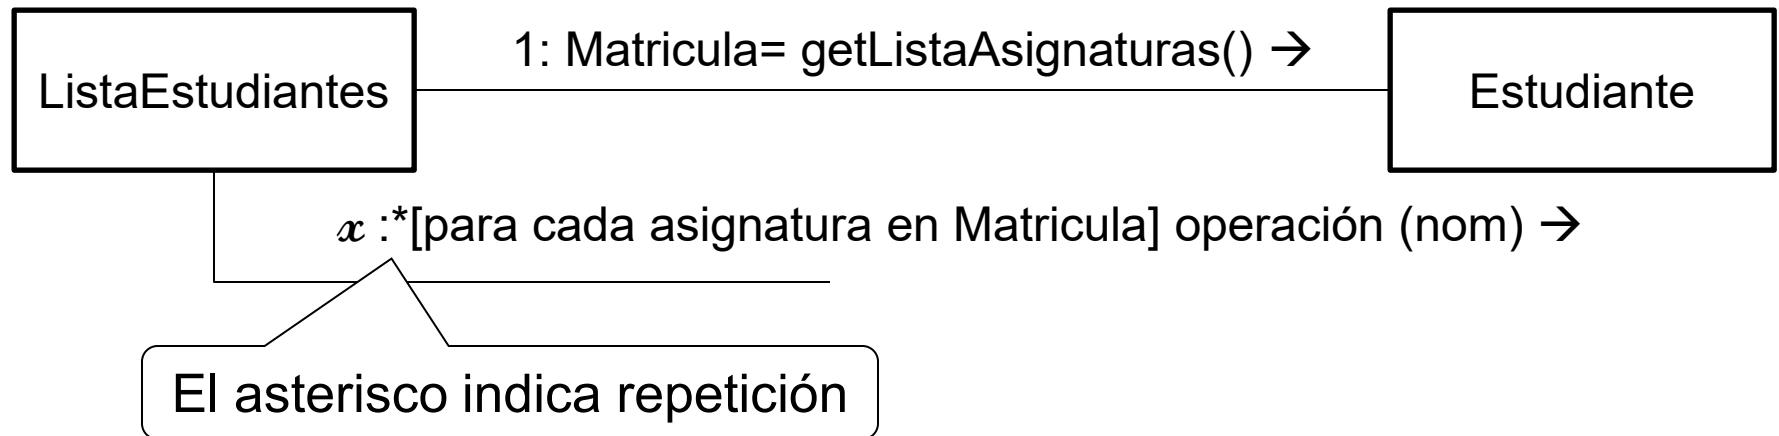 ListaEstudiantes
1: Matricula= getListaAsignaturas() →
Estudiante
x :*[para cada asignatura en Matricula] operación (nom) →
El asterisco indica repetición